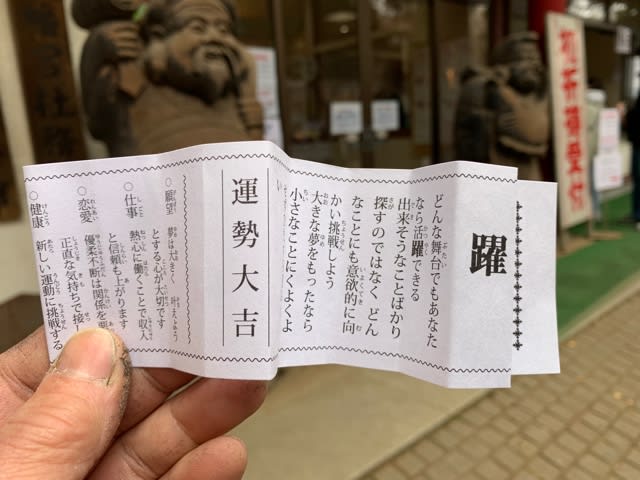 躍
どんな舞台でもあなた
なら活躍できる
出来そうなことばかり
探すのではなく どん
なことにも意欲的に向
かい挑戦しよう
大きな夢をもったなら
小さなことにくよくよ
運勢大吉
○願望 夢は大きく
とする心が大切です
○仕事 熱心に働くことで収入
と信頼も上がります
○恋愛 優柔不断は関係を
正直な気持ちで接
○健康 新しい運動に挑戦する
祈祷受付